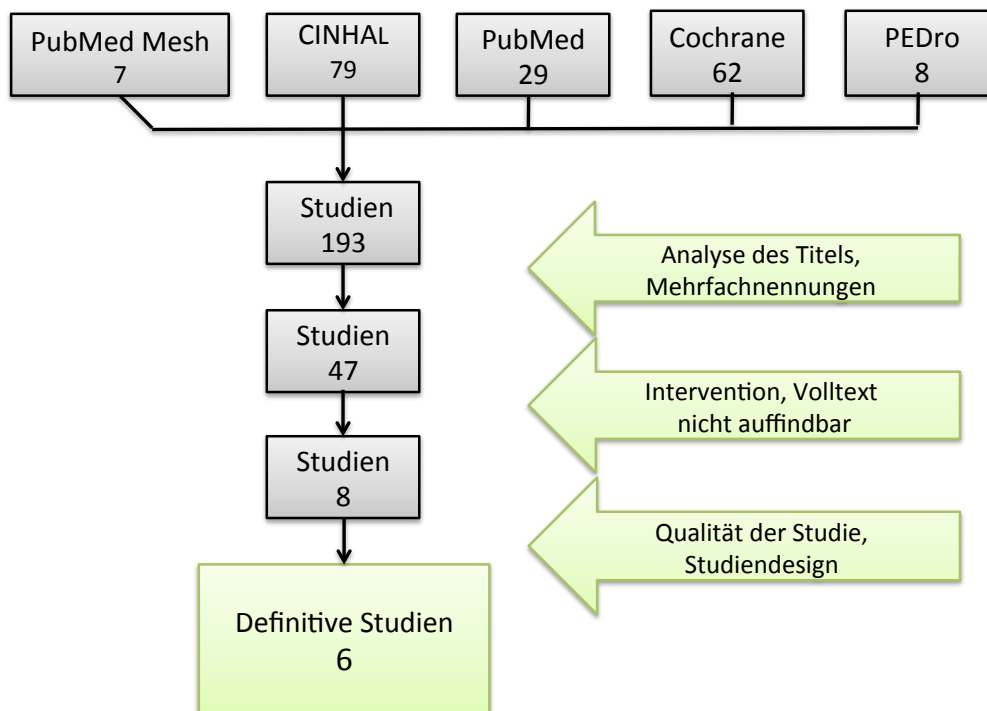 PubMed Mesh
7
CINHAL
79
PubMed
29
Cochrane
62
PEDro
8
Studien
193
Analyse des Titels,
Mehrfachnennungen
Studien
47
Intervention, Volltext
nicht auffindbar
Studien
8
Qualität der Studie,
Studiendesign
Definitive Studien
6